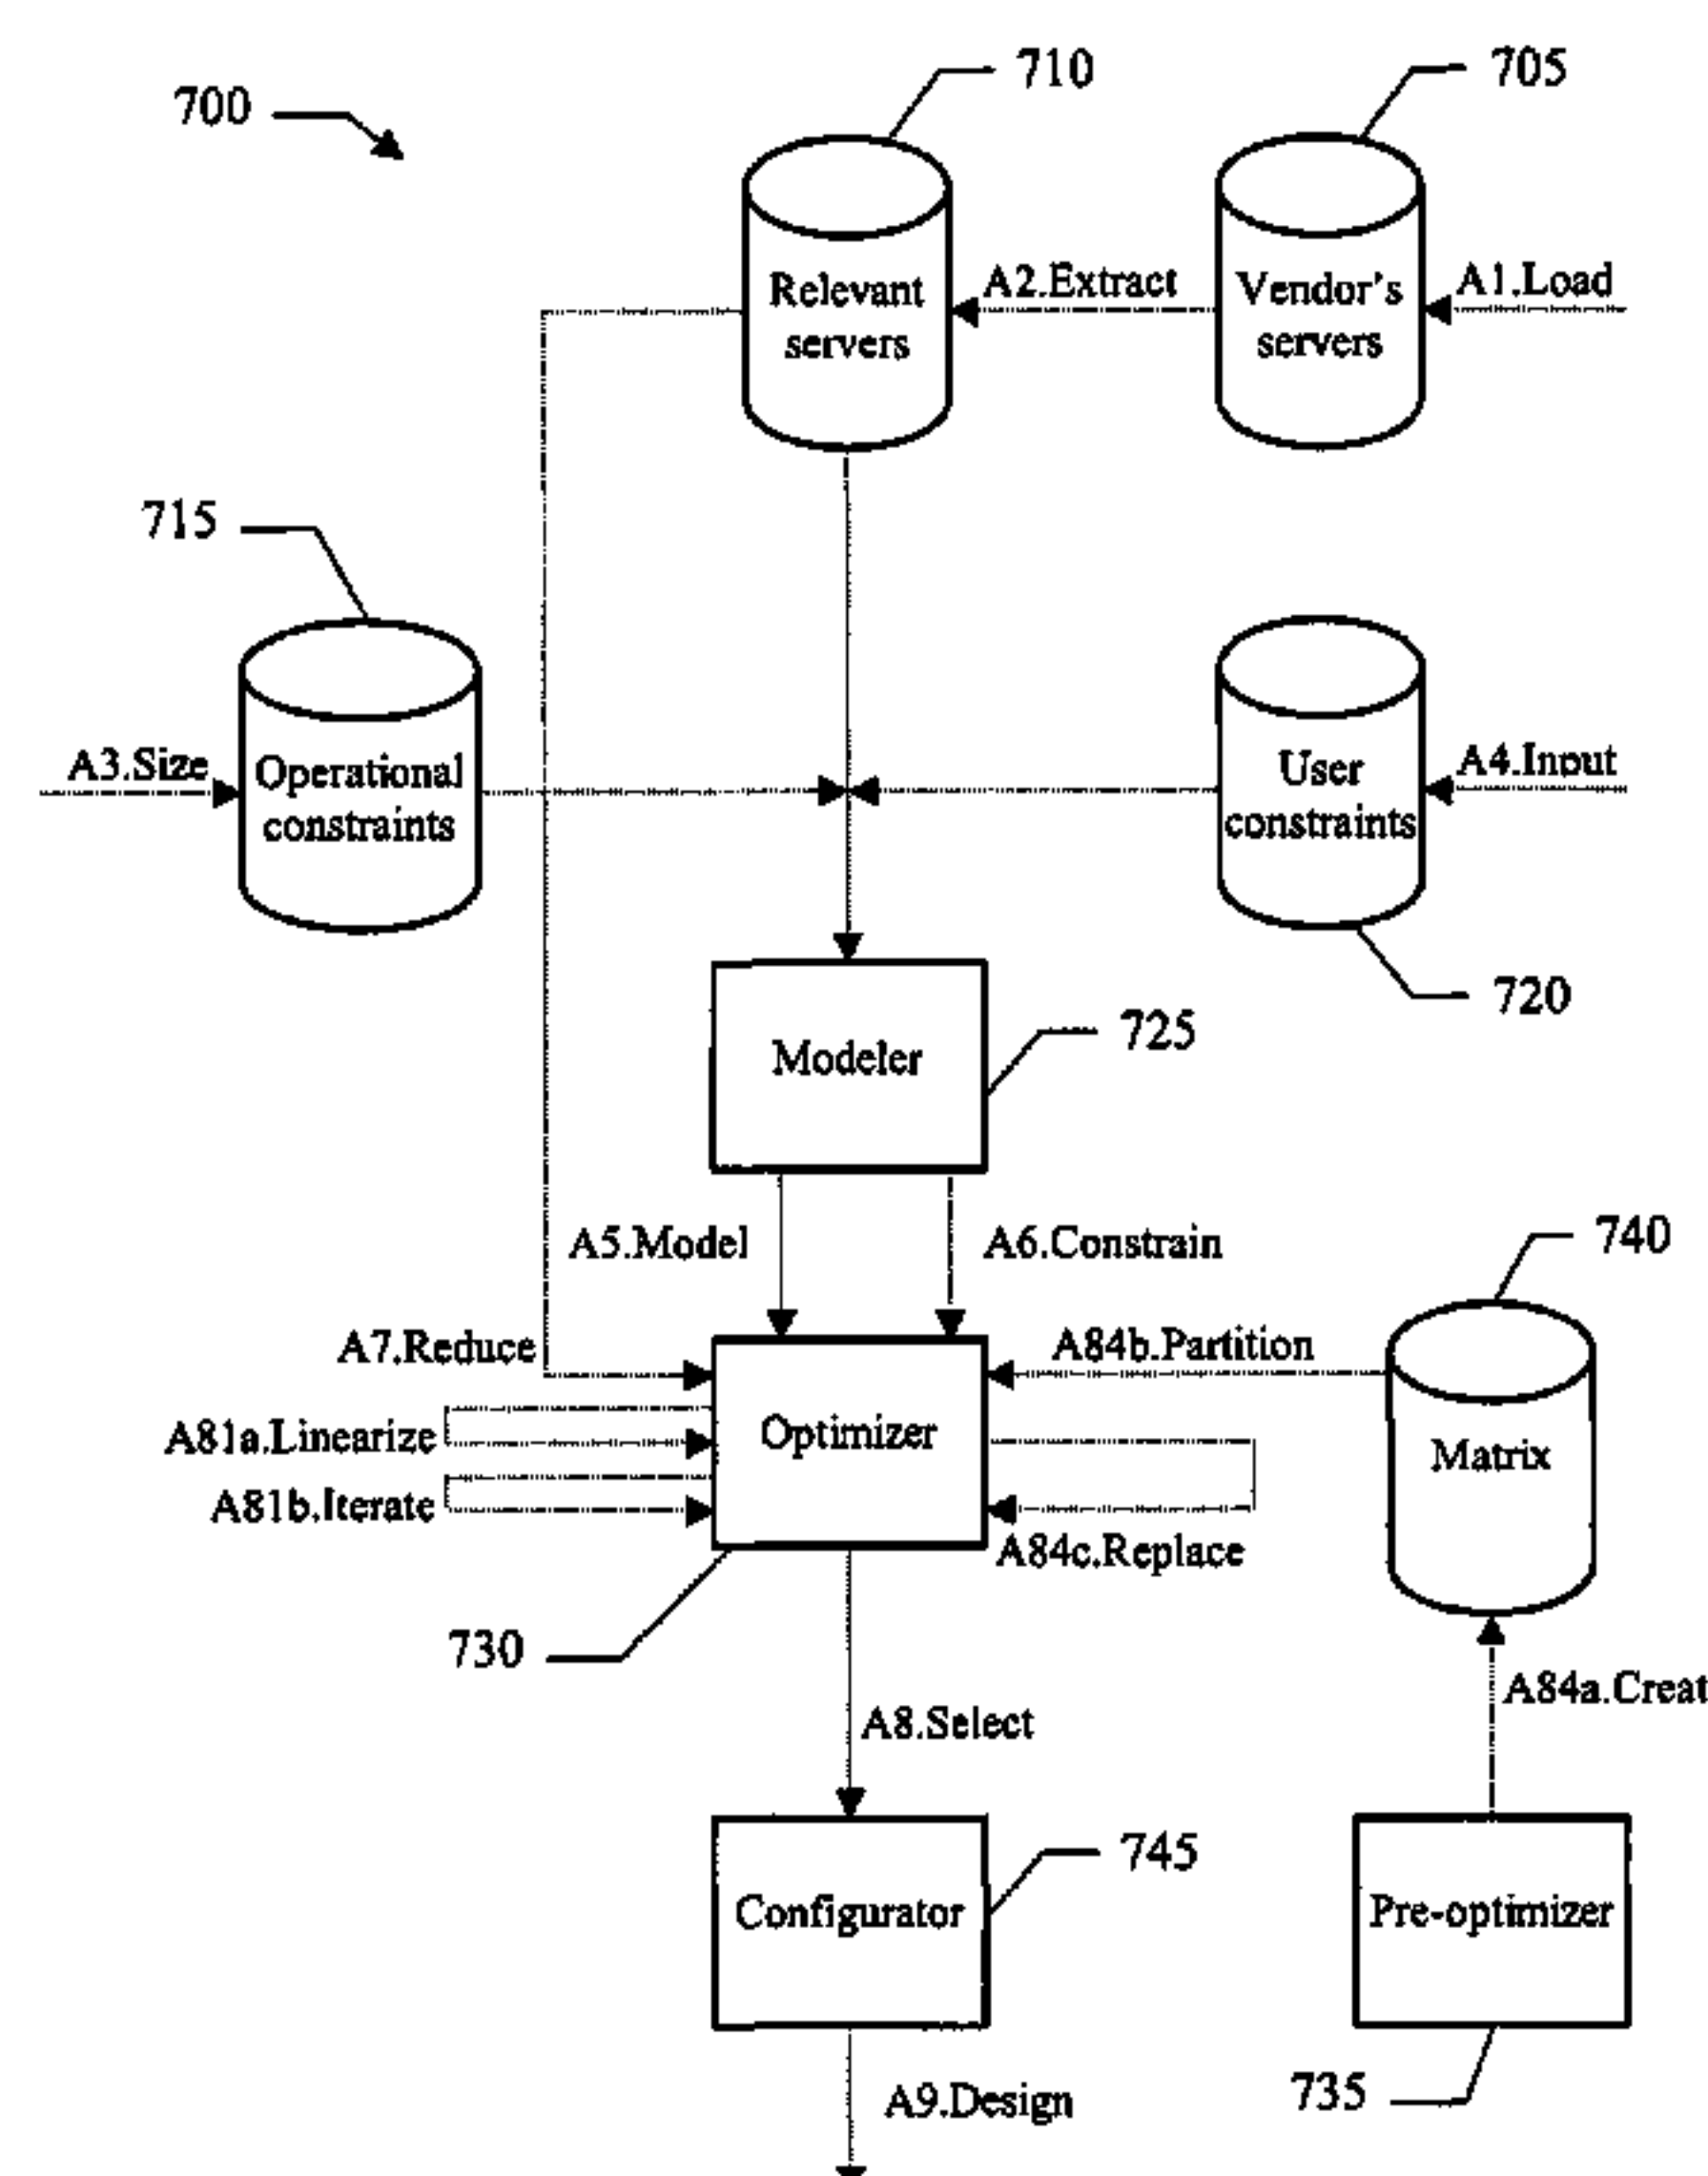 700
710
705
Relevant
servers
A2.Extract
Vendor's
servers
A1.Load
715
A3.Size
Operational
constraints
User
constraints
A4.Input
720
Modeler
725
A5.Model
A6.Constrain
740
A7.Reduce
A84b.Partition
A81a.Linearize
Optimizer
Matrix
A81b.Iterate
A84c.Replace
730
A84a.Creat
A8.Select
Configurator
745
Pre-optimizer
A9.Design
735